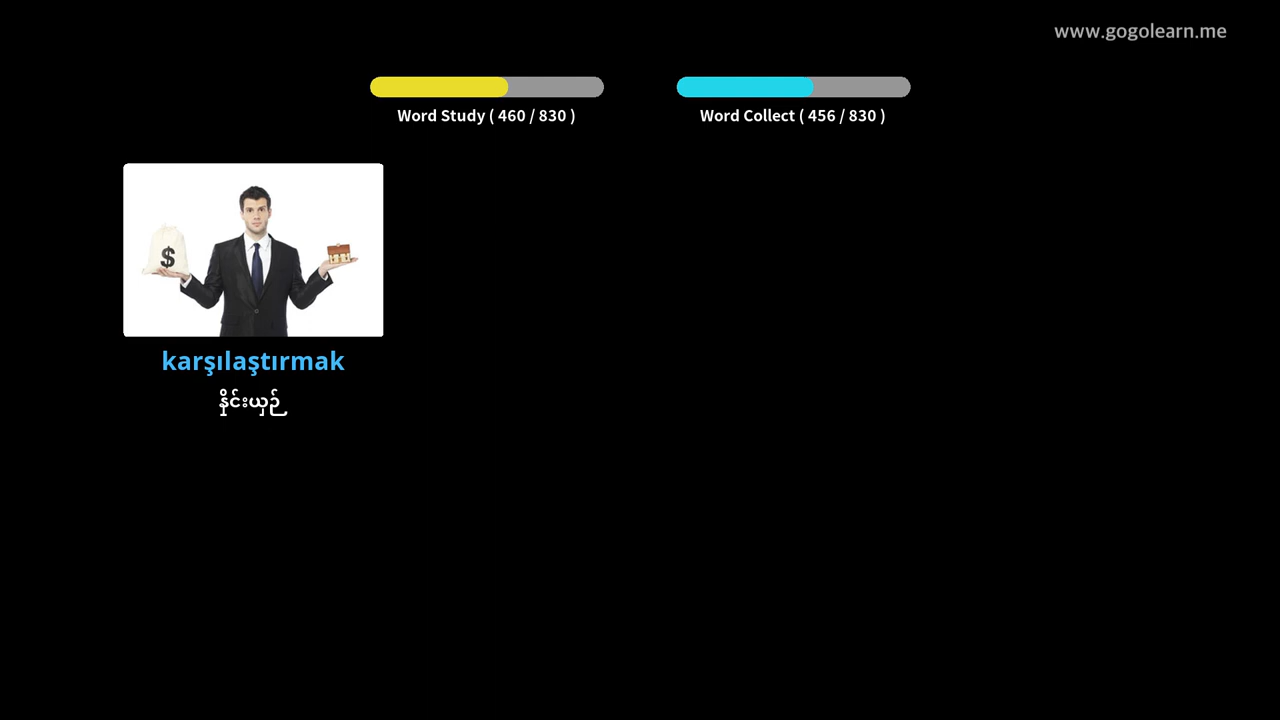 www.gogolearn.me
Word Study ( 460 / 830 )
Word Collect ( 456 / 830 )
$
karşılaştırmak
နှိုင်းယှဉ်